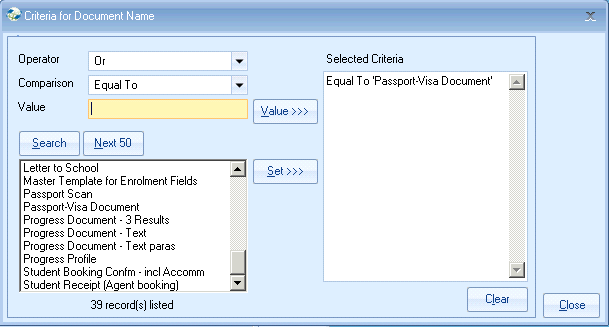 Criteria for Document Name
Operator
Or
Comparison
Equal To
Value
Value >>>
Search
Next 50
Letter to School
Master Template for Enrolment Fields
Passport Scan
Passport-Visa Document
Progress Document - 3 Results
Progress Document - Text
Progress Document - Text paras
Progress Profile
Student Booking Confm - incl Accomm
Student Receipt (Agent booking)
39 record(s) listed
Set >>>
Selected Criteria
Equal To 'Passport-Visa Document'
Clear
Close